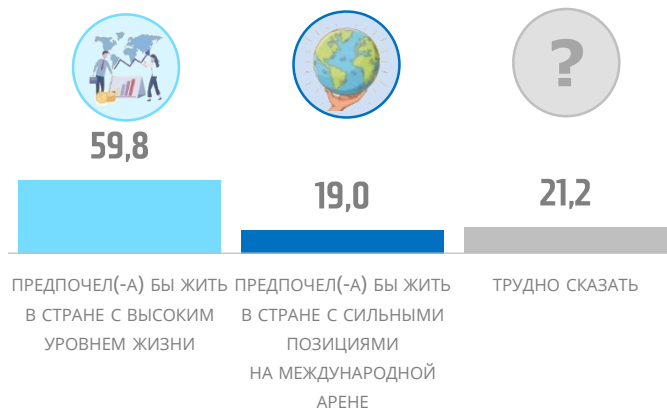 ?
59,8
19,0
21,2
ПРЕДПОЧЕЛ(-А) БЫ ЖИТЬ
В СТРАНЕ С ВЫСОКИМ
УРОВНЕМ ЖИЗНИ
ПРЕДПОЧЕЛ(-А) БЫ ЖИТЬ
В СТРАНЕ С СИЛЬНЫМИ
ПОЗИЦИЯМИ
НА МЕЖДУНАРОДНОЙ
АРЕНЕ
ТРУДНО СКАЗАТЬ